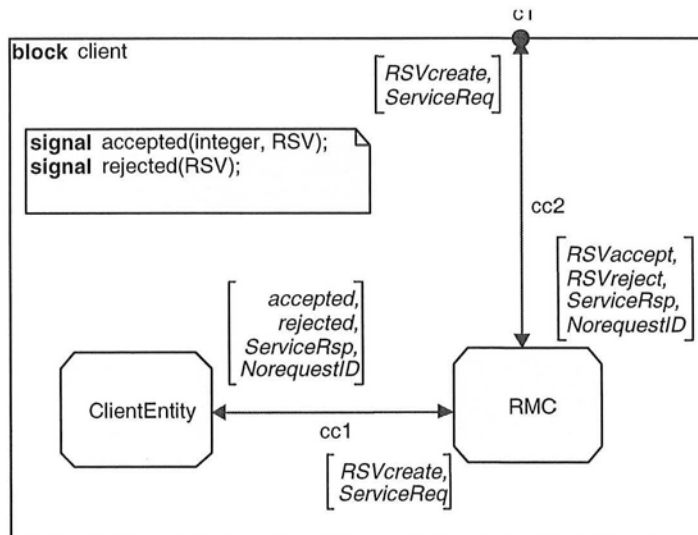 c1
block client
RSVcreate,
ServiceReq
signal accepted(integer, RSV);
signal rejected(RSV);
cc2
RSVaccept,
RSVreject,
ServiceRsp,
NorequestID
accepted,
rejected,
ServiceRsp,
NorequestID
ClientEntity
RMC
cc1
RSVcreate,
ServiceReq